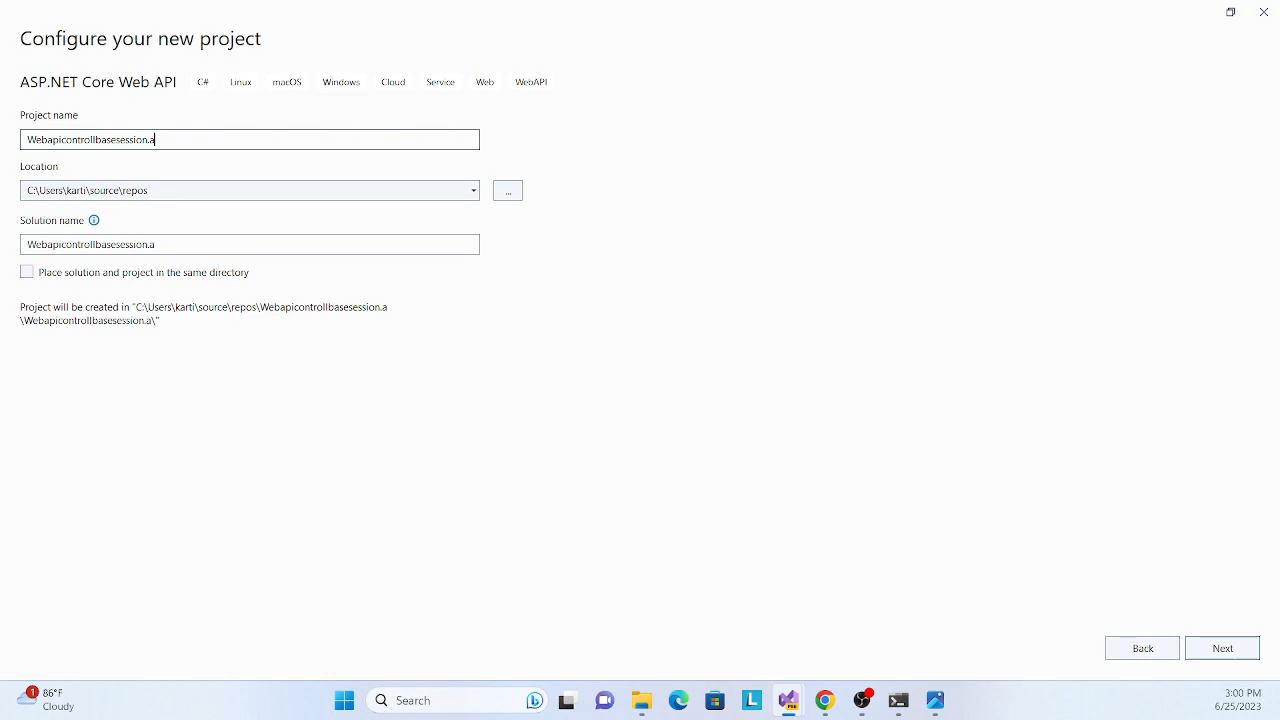 Configure your new project
ASP.NET Core Web API C# Linux macOS Windows Cloud Service Web WebAPI
Project name
Webapicontrollbasesession.a
Location
C:\Users\karti\source\repos
...
Solution name
Webapicontrollbasesession.a
Place solution and project in the same directory
Project will be created in "C:\Users\karti\source\repos\Webapicontrollbasesession.a
\Webapicontrollbasesession.a\"
Back Next
1 86°F
Cloudy
Search
L
PRE
3:00 PM
6/25/2023